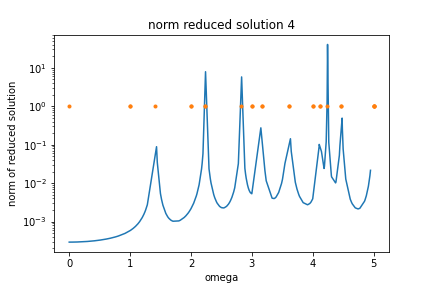 norm reduced solution 4
norm of reduced solution
10¹
10⁰
10⁻¹
10⁻²
10⁻³
0 1 2 3 4 5
omega